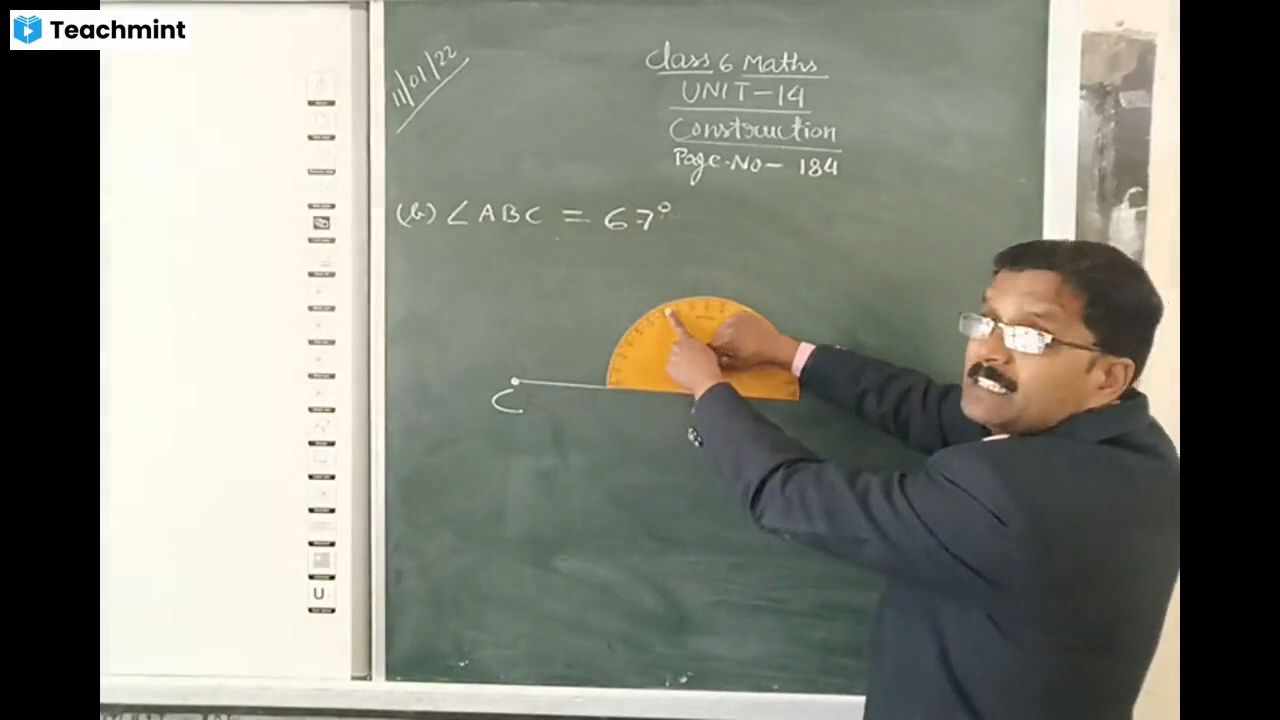 Teachmint
11/01/22
Class 6 Maths
UNIT-14
Construction
Page.No- 184
(b) ∠ABC = 67°
C
U